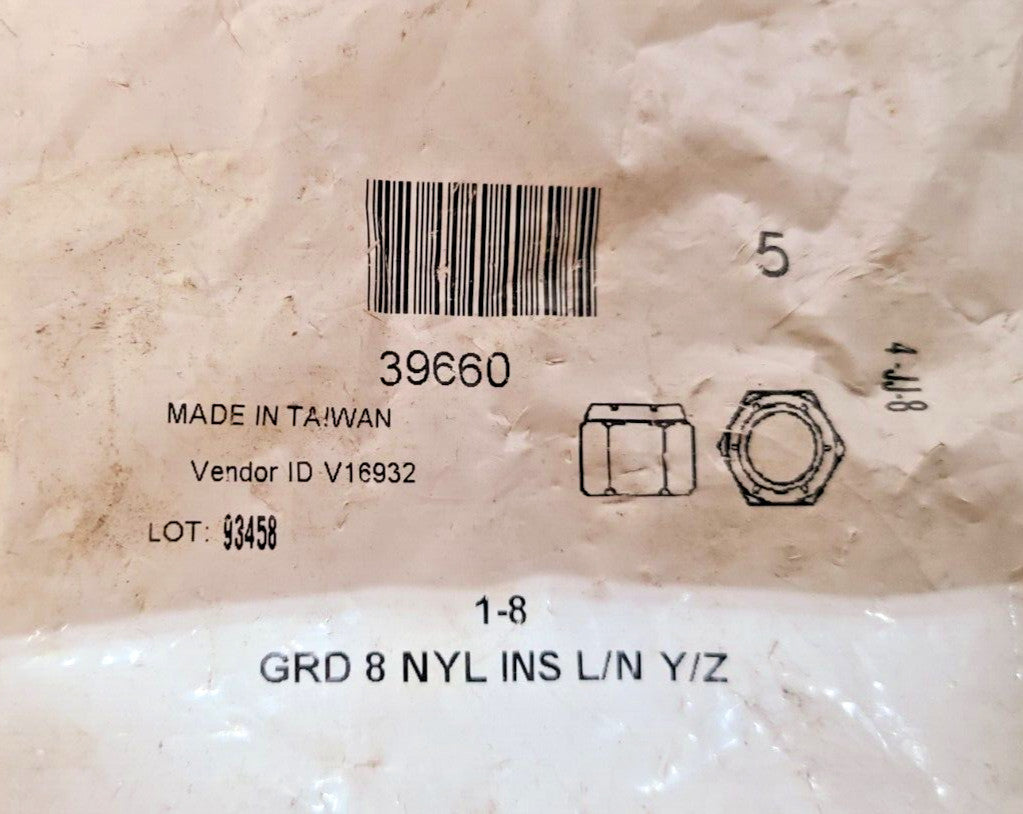 5
39660
4-JJ-8
MADE IN TAIWAN
Vendor ID V16932
LOT: 93458
1-8
GRD 8 NYL INS L/N Y/Z